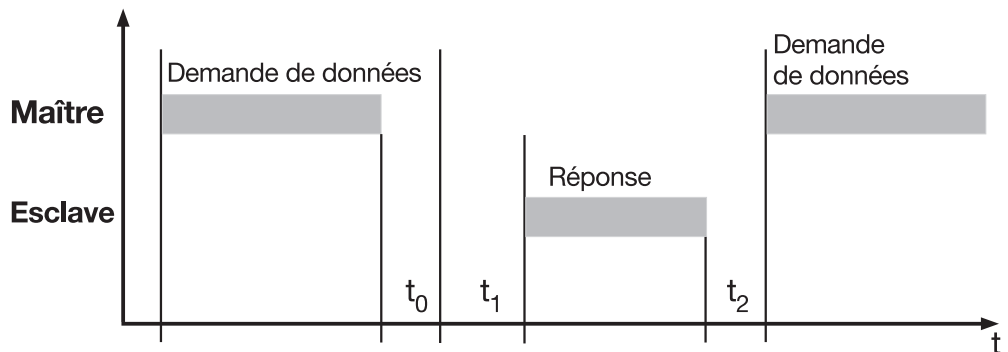 Demande de données
Demande
de données
Maître
Réponse
Esclave
t0
t1
t2
t